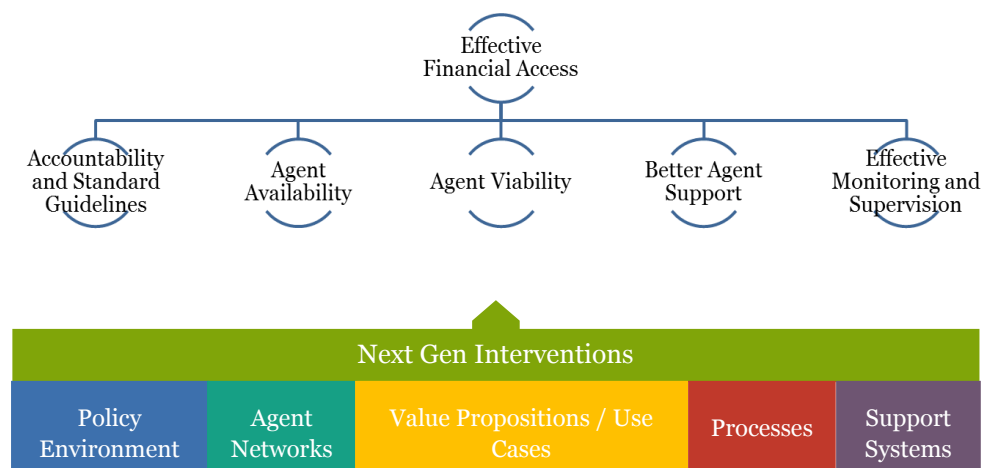 Effective
Financial Access
Accountability
and Standard
Guidelines
Agent
Availability
Agent Viability
Better Agent
Support
Effective
Monitoring and
Supervision
Next Gen Interventions
Policy
Environment
Agent
Networks
Value Propositions / Use
Cases
Processes
Support
Systems